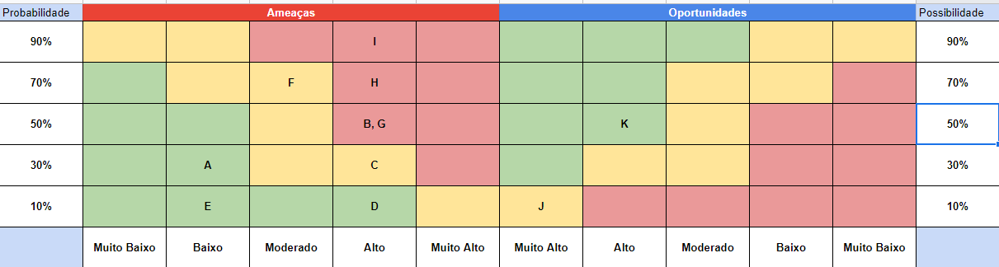 Probabilidade Ameaças Oportunidades Possibilidade
90% I 90%
70% F H 70%
50% B, G K 50%
30% A C 30%
10% E D J 10%
Muito Baixo Baixo Moderado Alto Muito Alto Muito Alto Alto Moderado Baixo Muito Baixo